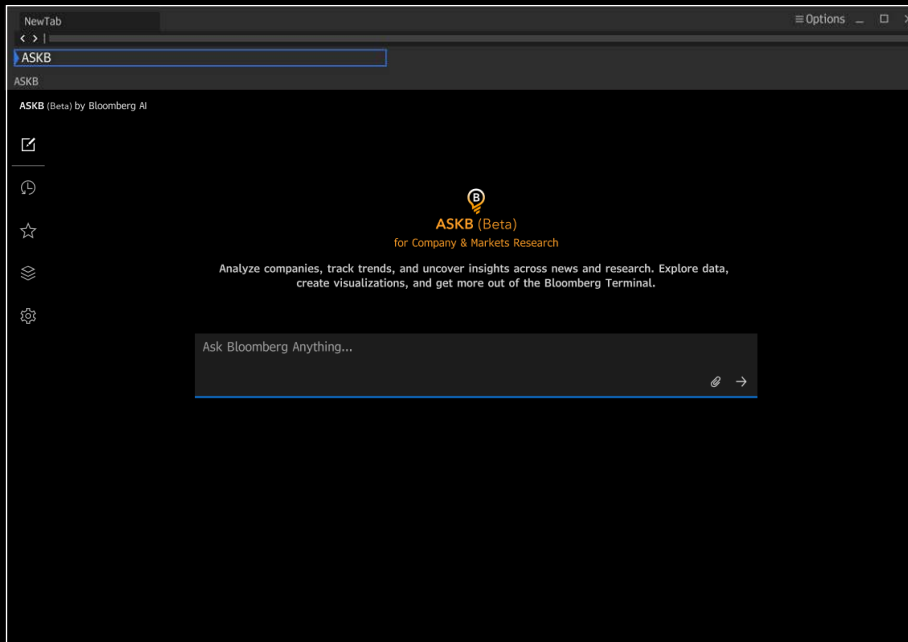 NewTab
Options
ASKB
ASKB
ASKB (Beta) by Bloomberg AI
B
ASKB (Beta)
for Company & Markets Research
Analyze companies, track trends, and uncover insights across news and research. Explore data,
create visualizations, and get more out of the Bloomberg Terminal.
Ask Bloomberg Anything...